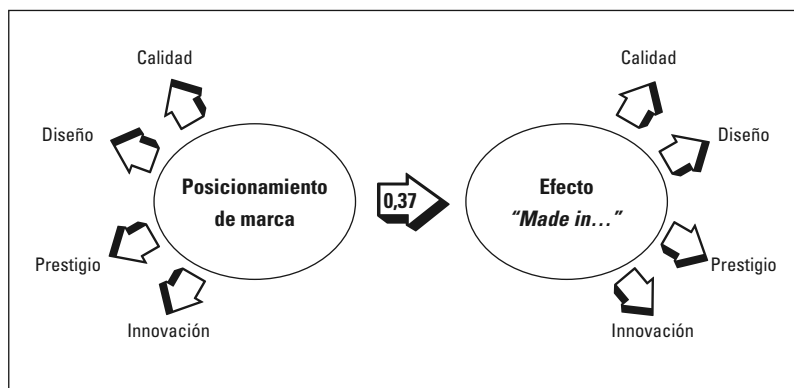 Calidad
Calidad
Diseño
Diseño
Posicionamiento
de marca
0,37
Efecto
“Made in…”
Prestigio
Prestigio
Innovación
Innovación